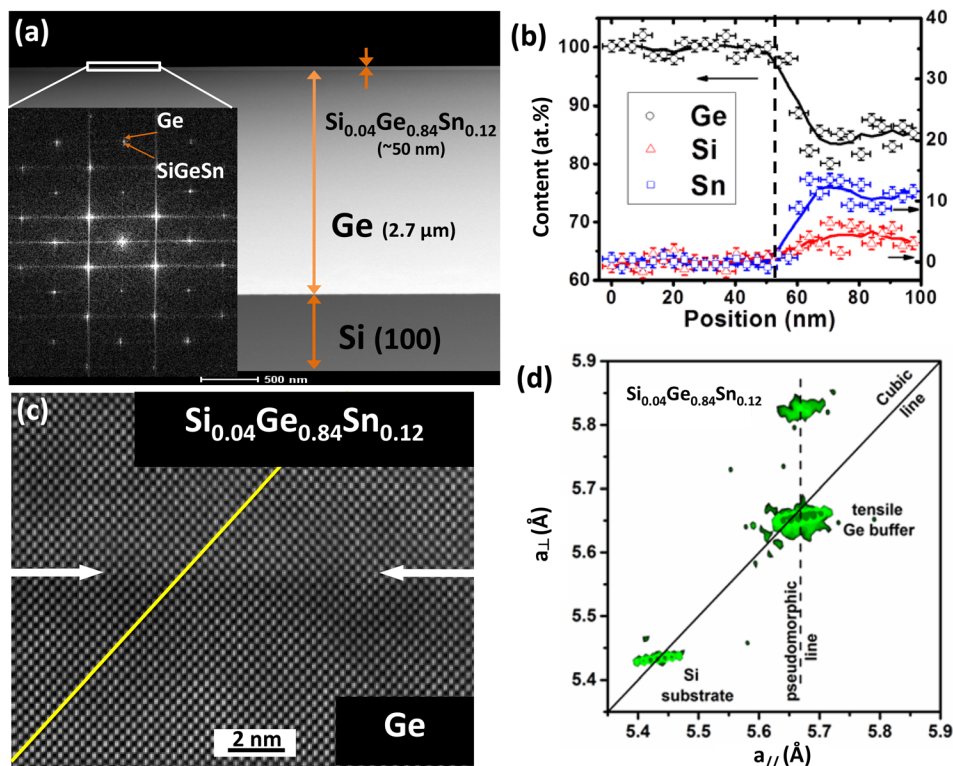 (a)
Ge
SiGeSn
Si0.04Ge0.84Sn0.12
(~50 nm)
Ge (2.7 μm)
Si (100)
500 nm
(b)
Content (at.%)
100
90
80
70
60
40
30
20
10
0
Ge
Si
Sn
0 20 40 60 80 100
Position (nm)
(c)
Si0.04Ge0.84Sn0.12
Ge
2 nm
(d)
Si0.04Ge0.84Sn0.12
Cubic
line
tensile
Ge buffer
pseudomorphic
line
Si
substrate
a⊥ (Å)
5.9
5.8
5.7
5.6
5.5
5.4
5.4 5.5 5.6 5.7 5.8 5.9
a// (Å)